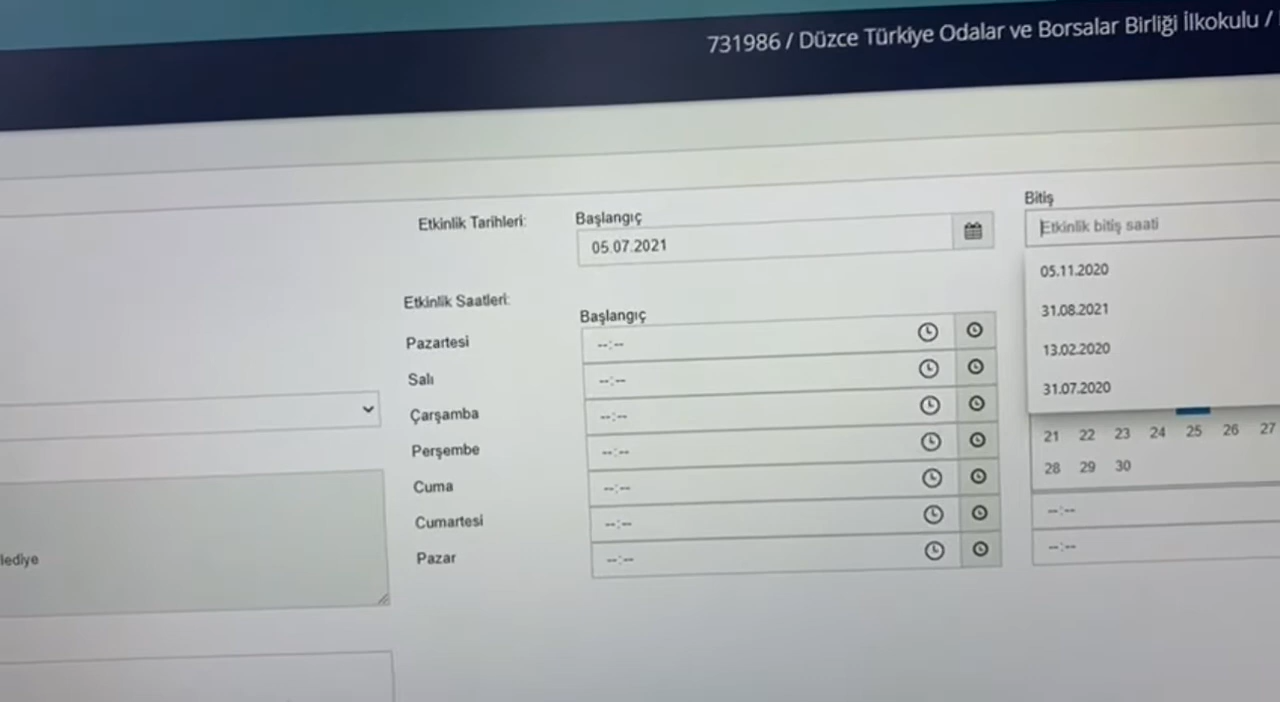 731986 / Düzce Türkiye Odalar ve Borsalar Birliği İlkokulu /
Etkinlik Tarihleri:
Başlangıç
05.07.2021
Bitiş
Etkinlik bitiş saati
05.11.2020
31.08.2021
13.02.2020
31.07.2020
Etkinlik Saatleri:
Başlangıç
Pazartesi --:--
Salı --:--
Çarşamba --:--
Perşembe --:--
Cuma --:--
Cumartesi --:--
Pazar --:--
21 22 23 24 25 26 27
28 29 30
--:--
--:--
lediye